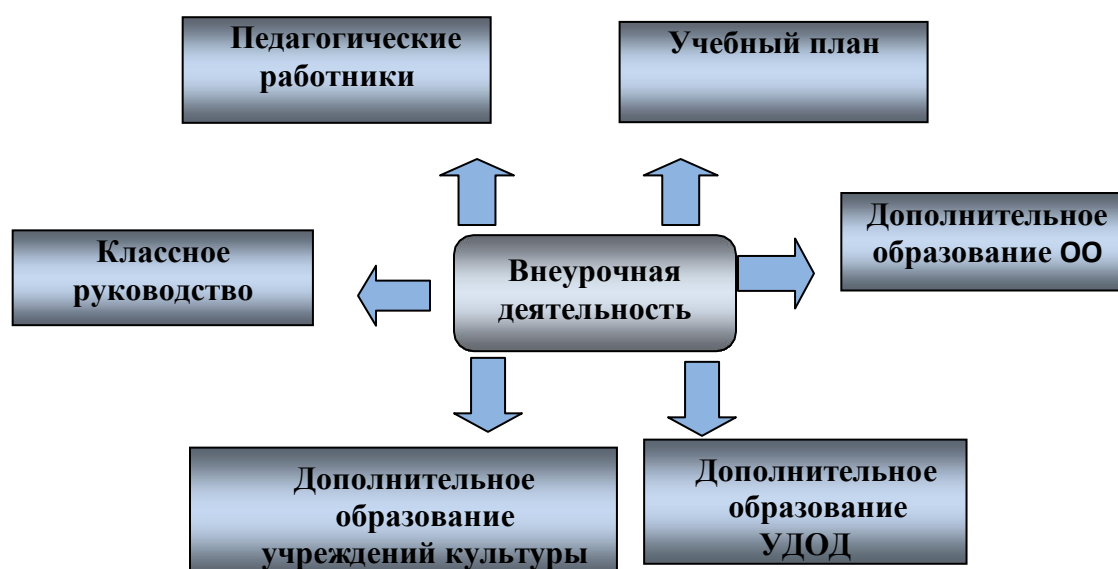 Педагогические
работники
Учебный план
Дополнительное
образование ОО
Классное
руководство
Внеурочная
деятельность
Дополнительное
образование
учреждений культуры
Дополнительное
образование
УДОД